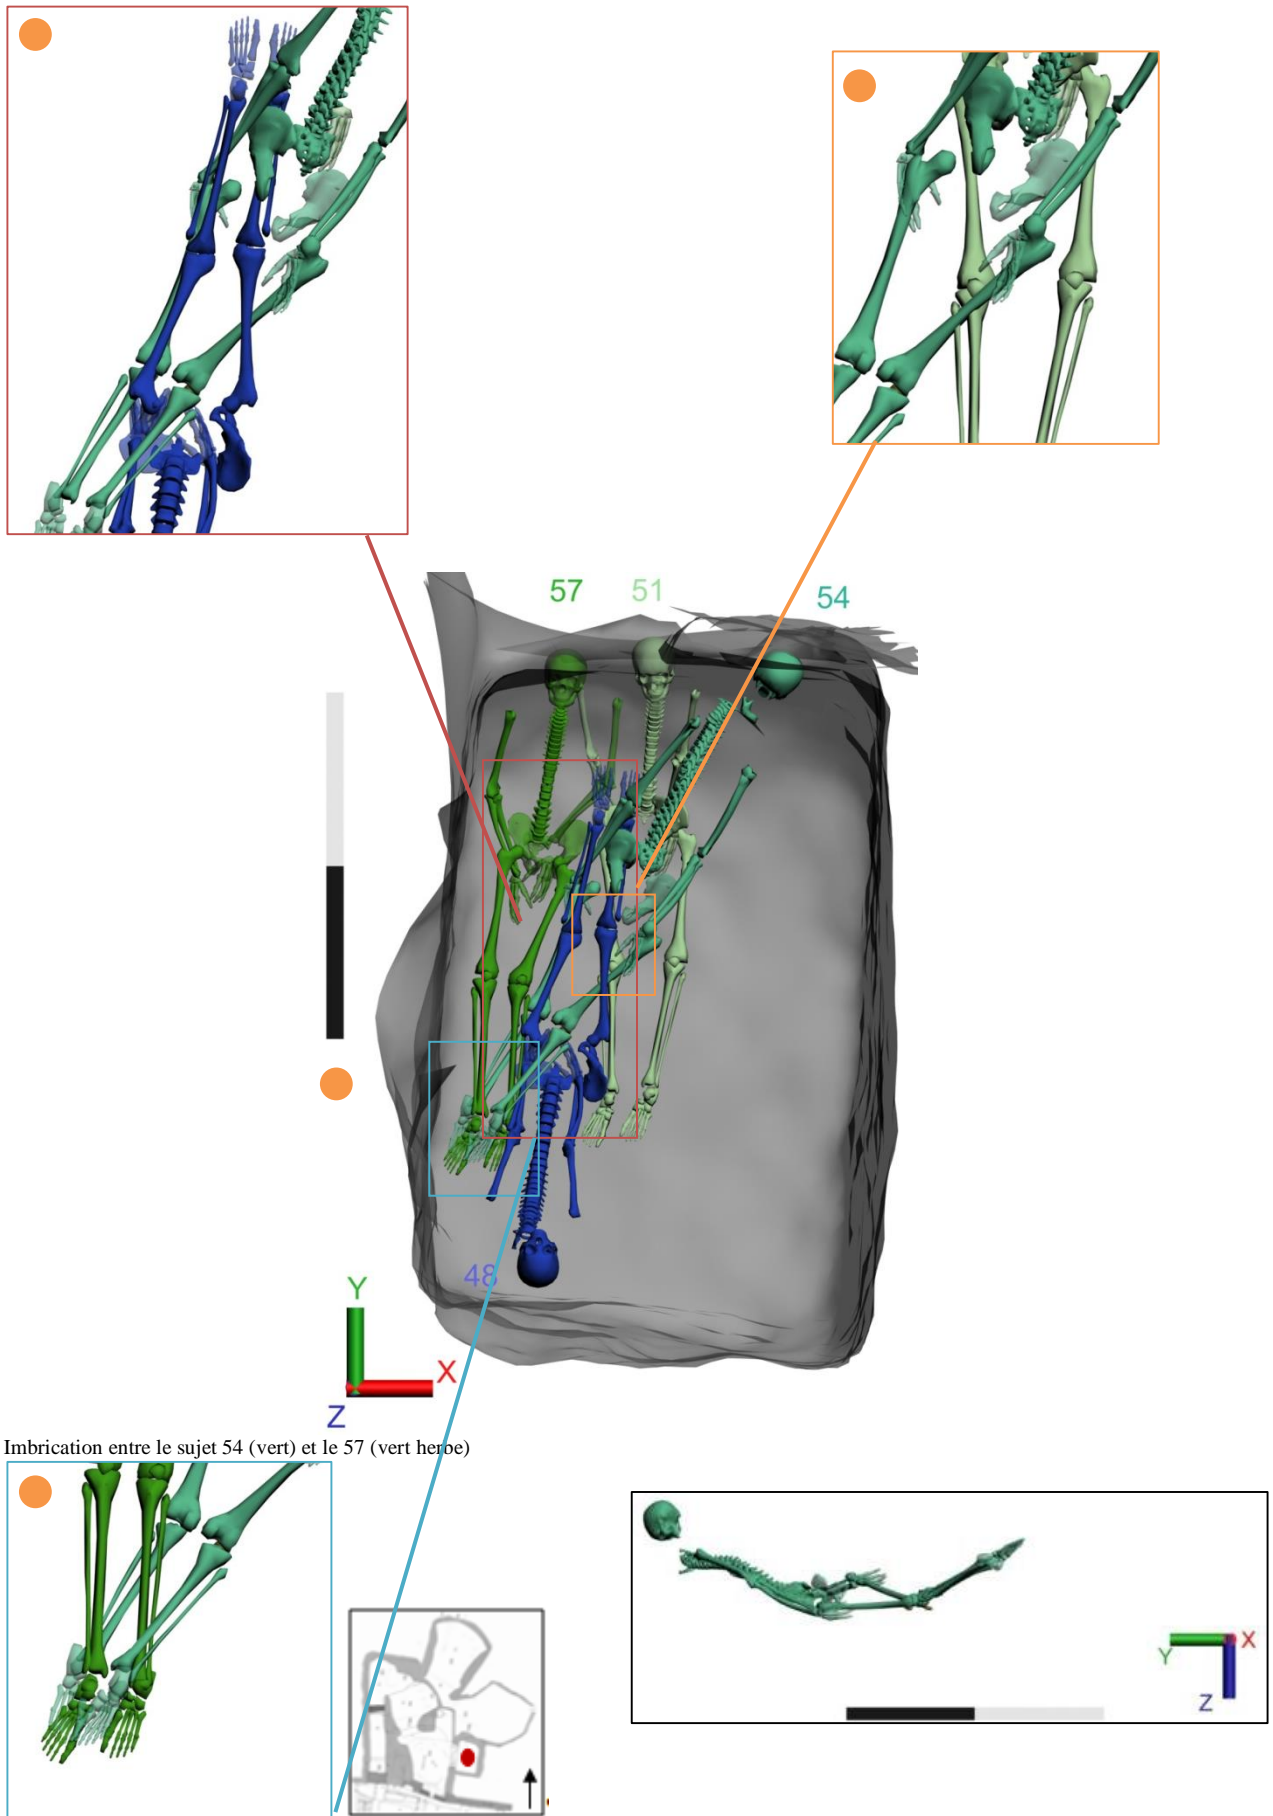 57 51 54
48
Y
X
Z
Imbrication entre le sujet 54 (vert) et le 57 (vert herbe)
Y X
Z